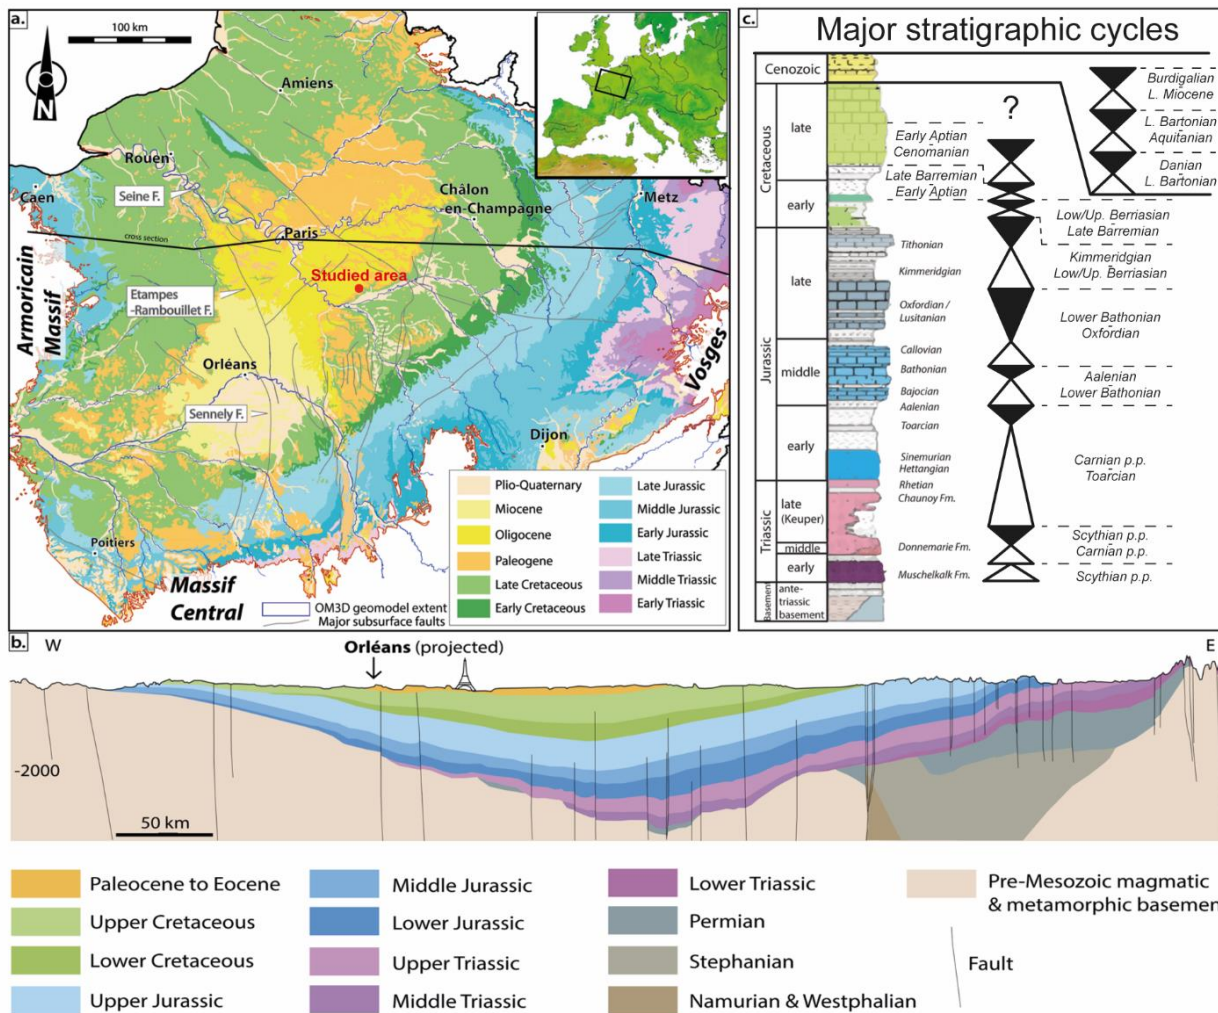 a.
100 km
N
Amiens
Rouen
Seine F.
Caen
Châlon
-en-Champagne
Metz
cross section
Paris
Studied area
Armoricain
Massif
Etampes
-Rambouillet F.
Vosges
Orléans
Sennely F.
Dijon
Poitiers
Massif
Central
OM3D geomodel extent
Major subsurface faults
Plio-Quaternary
Miocene
Oligocene
Paleogene
Late Cretaceous
Early Cretaceous
Late Jurassic
Middle Jurassic
Early Jurassic
Late Triassic
Middle Triassic
Early Triassic
c.
Major stratigraphic cycles
Cenozoic
Cretaceous
late
early
Jurassic
late
middle
early
Triassic
late
(Keuper)
middle
early
Basement
ante-
triassic
basement
Tithonian
Kimmeridgian
Oxfordian /
Lusitanian
Callovian
Bathonian
Bajocian
Aalenian
Toarcian
Sinemurian
Hettangian
Rhetian
Chaunoy Fm.
Donnemarie Fm.
Muschelkalk Fm.
?
Early Aptian
-
Cenomanian
Late Barremian
-
Early Aptian
Burdigalian
-
L. Miocene
L. Bartonian
-
Aquitanian
Danian
-
L. Bartonian
Low/Up. Berriasian
-
Late Barremian
Kimmeridgian
-
Low/Up. Berriasian
Lower Bathonian
-
Oxfordian
Aalenian
-
Lower Bathonian
Carnian p.p.
-
Toarcian
Scythian p.p.
-
Carnian p.p.
Scythian p.p.
b.
W
Orléans (projected)
E
-2000
50 km
Paleocene to Eocene
Upper Cretaceous
Lower Cretaceous
Upper Jurassic
Middle Jurassic
Lower Jurassic
Upper Triassic
Middle Triassic
Lower Triassic
Permian
Stephanian
Namurian & Westphalian
Pre-Mesozoic magmatic
& metamorphic basemen
Fault